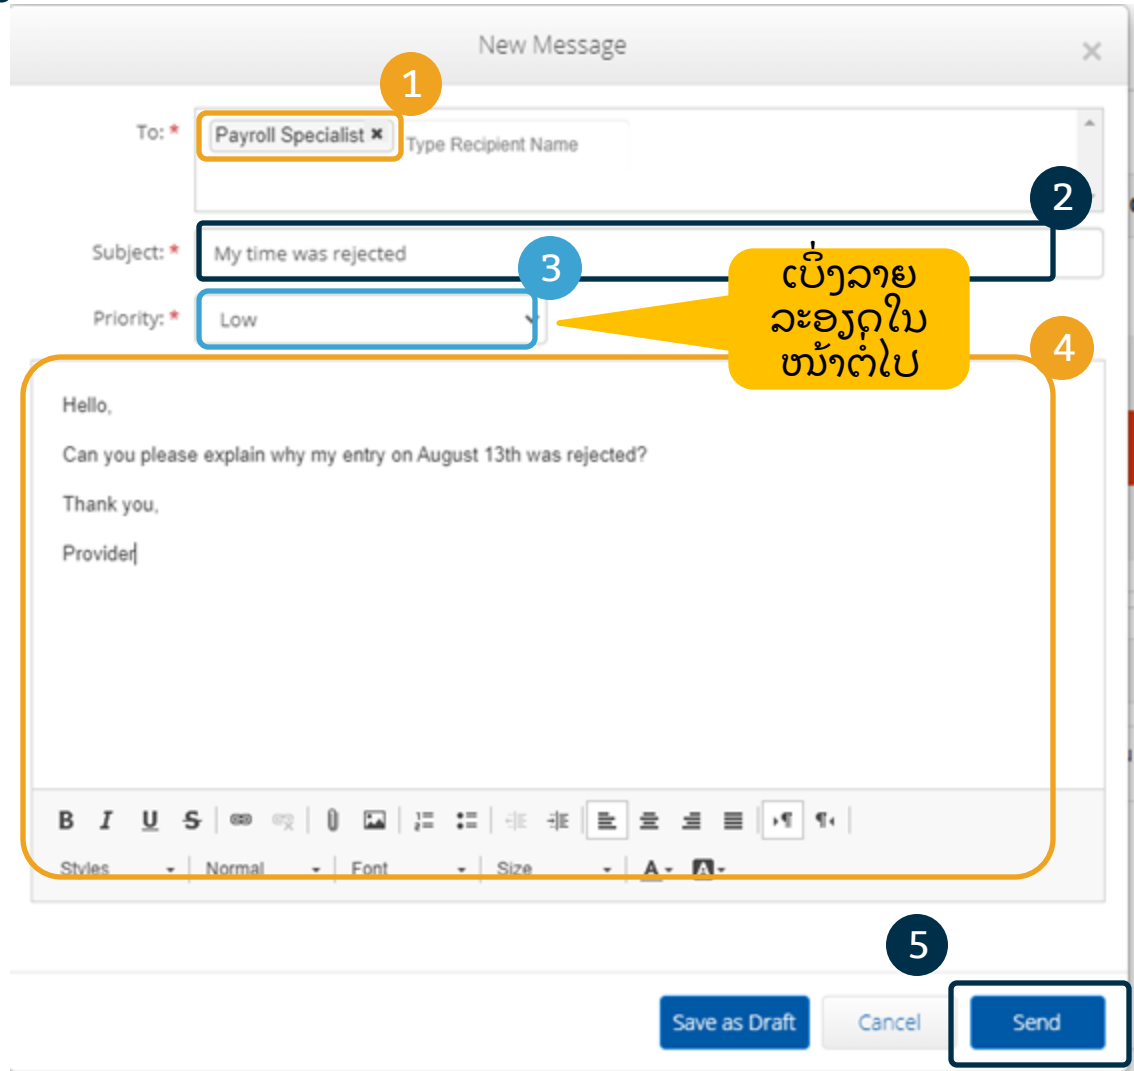 New Message
×
1
To: *
Payroll Specialist ×
Type Recipient Name
2
Subject: *
My time was rejected
3
Priority: *
Low
ເບິ່ງລາຍ
ລະອຽດໃນ
ໜ້າຕໍ່ໄປ
4
Hello,
Can you please explain why my entry on August 13th was rejected?
Thank you,
Provider
B I U S
Styles Normal Font Size A A
5
Save as Draft Cancel Send